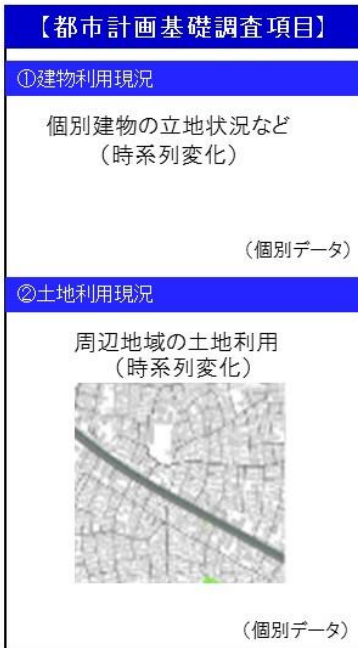 【都市計画基礎調査項目】
①建物利用現況
個別建物の立地状況など
（時系列変化）
（個別データ）
②土地利用現況
周辺地域の土地利用
（時系列変化）
（個別データ）